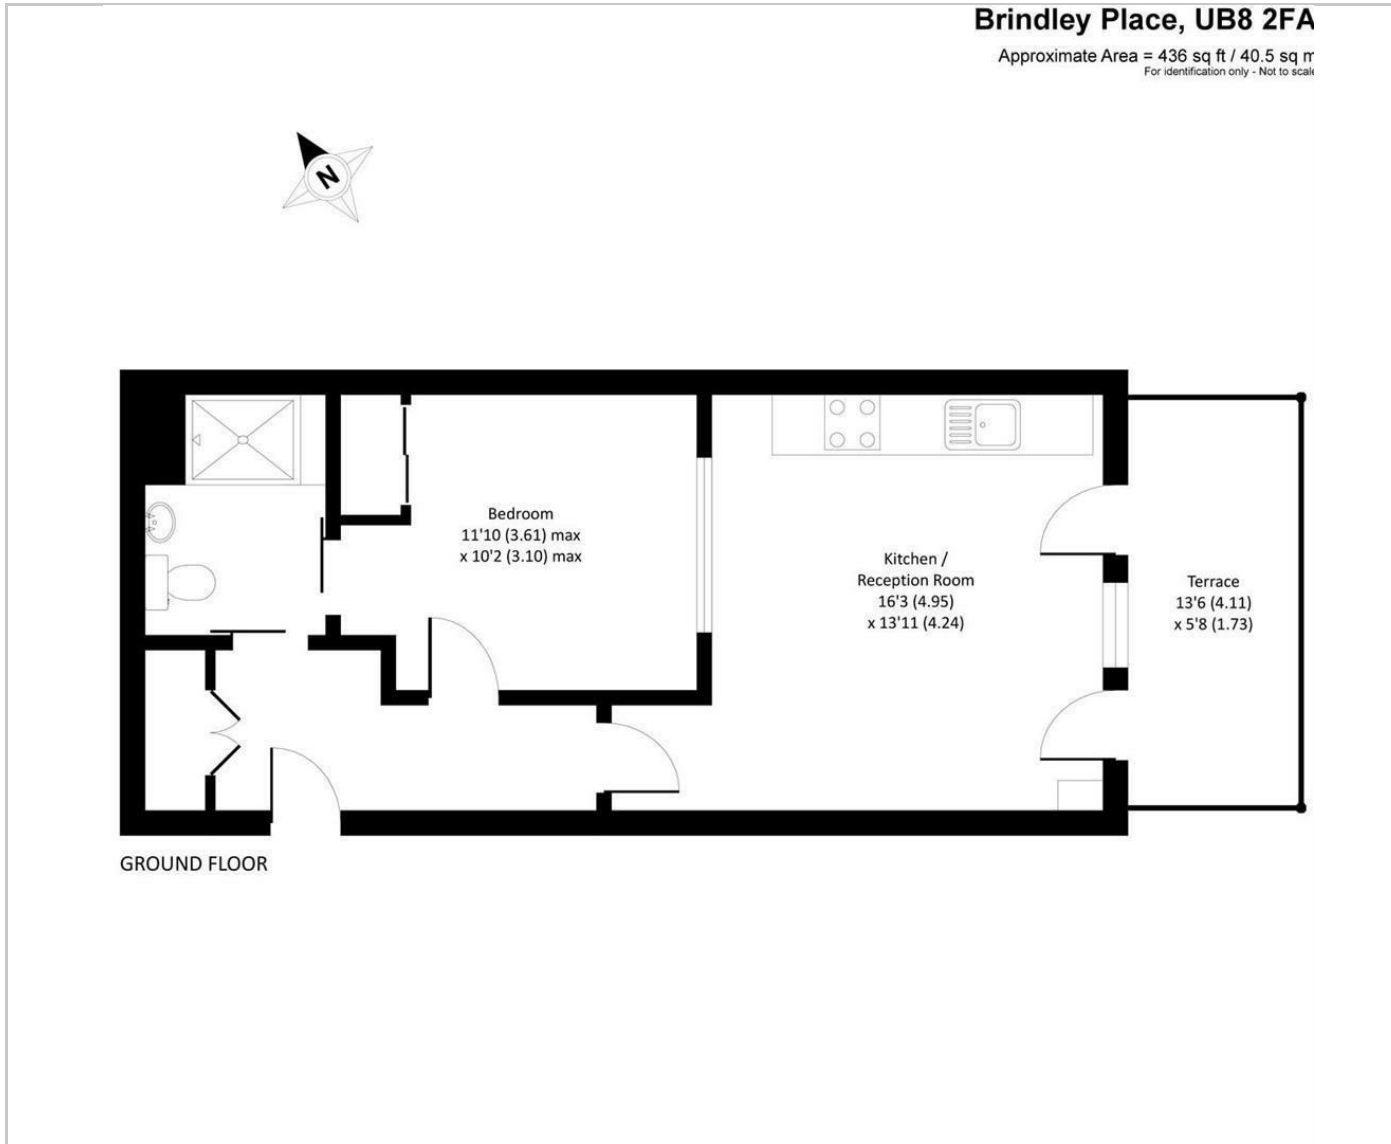 Brindley Place, UB8 2FA
Approximate Area = 436 sq ft / 40.5 sq m
For identification only - Not to scale
N
Bedroom
11'10 (3.61) max
x 10'2 (3.10) max
Kitchen /
Reception Room
16'3 (4.95)
x 13'11 (4.24)
Terrace
13'6 (4.11)
x 5'8 (1.73)
GROUND FLOOR